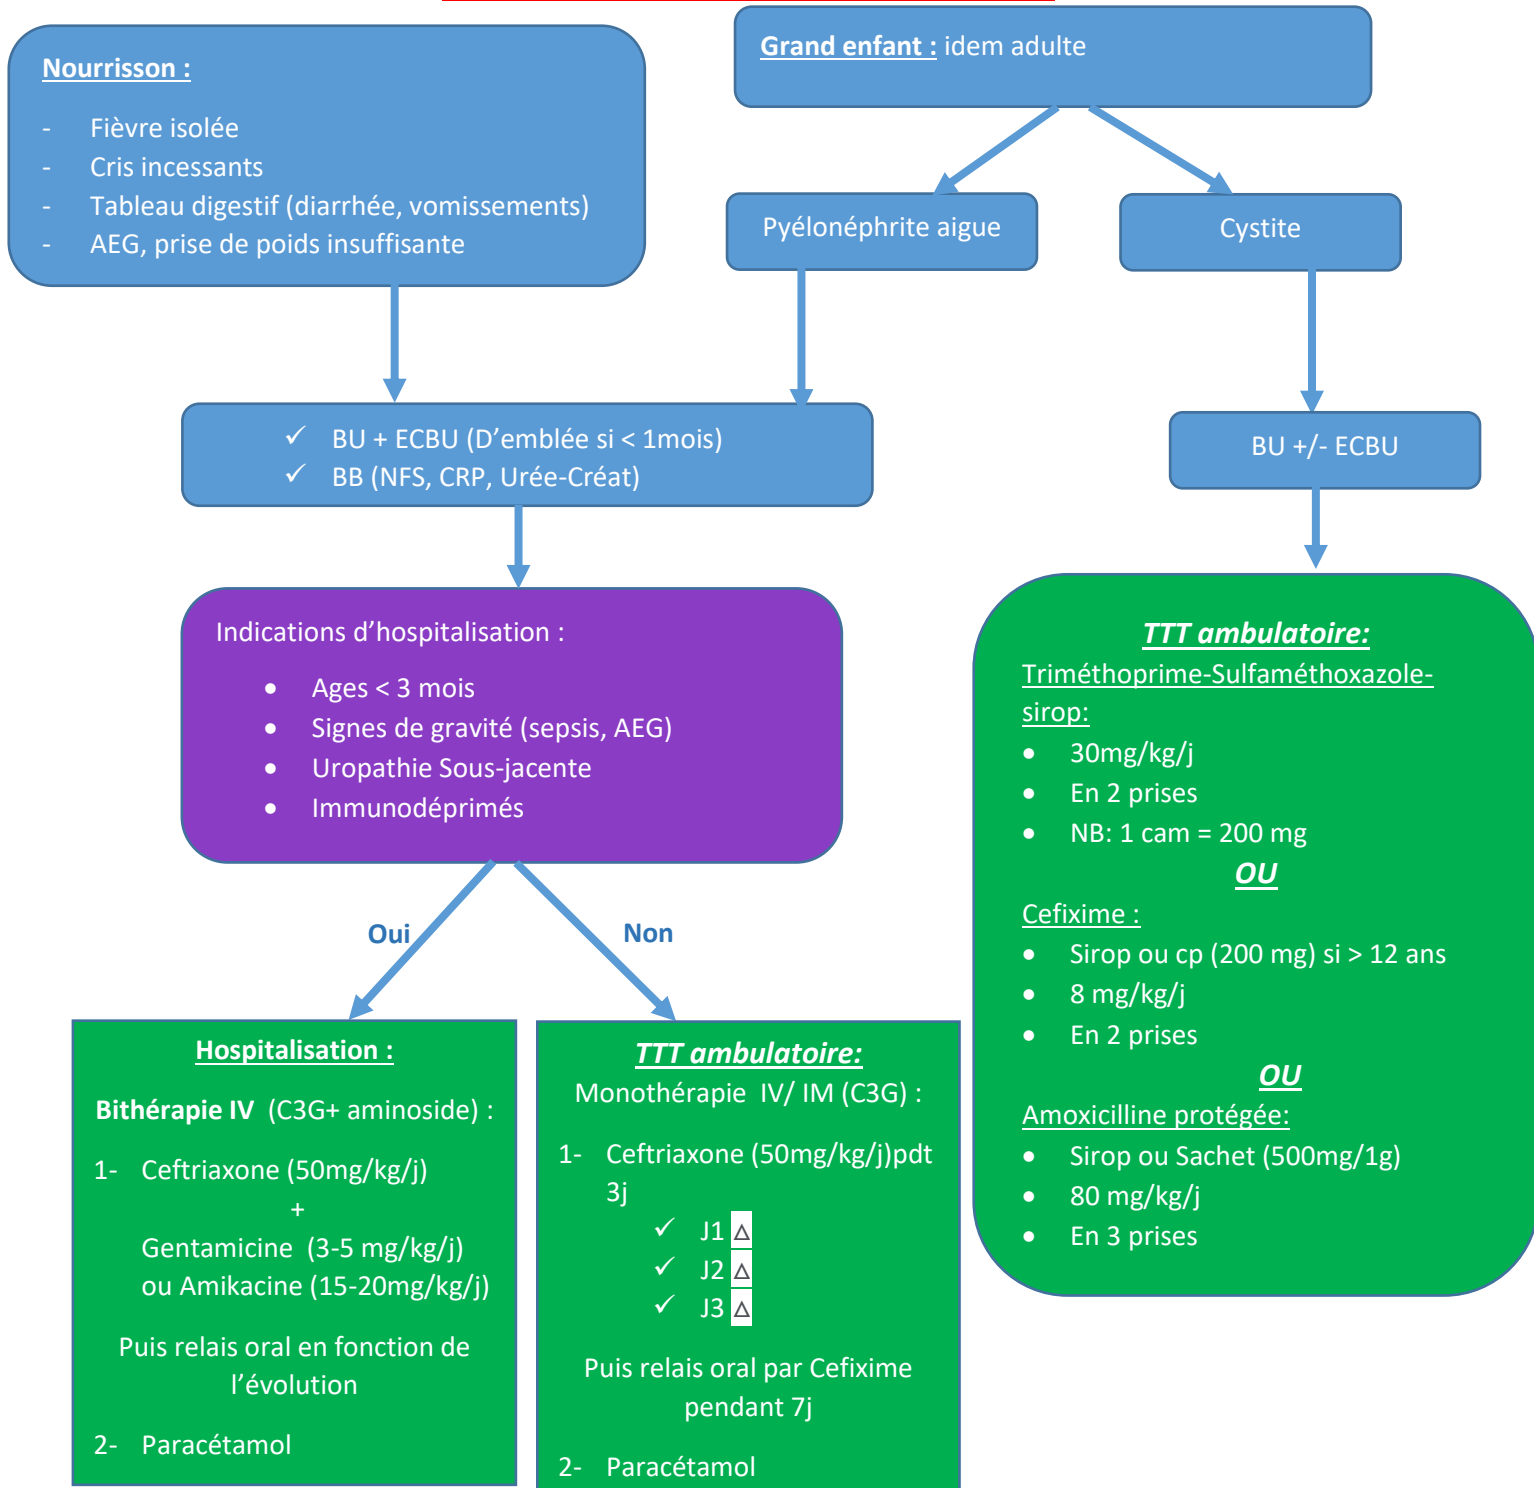 Nourrisson :
- Fièvre isolée
- Cris incessants
- Tableau digestif (diarrhée, vomissements)
- AEG, prise de poids insuffisante
Grand enfant : idem adulte
Pyélonéphrite aigue
Cystite
✓ BU + ECBU (D’emblée si < 1mois)
✓ BB (NFS, CRP, Urée-Créat)
BU +/- ECBU
Indications d’hospitalisation :
• Ages < 3 mois
• Signes de gravité (sepsis, AEG)
• Uropathie Sous-jacente
• Immunodéprimés
Oui
Non
Hospitalisation :
Bithérapie IV (C3G+ aminoside) :
1- Ceftriaxone (50mg/kg/j)
+
Gentamicine (3-5 mg/kg/j)
ou Amikacine (15-20mg/kg/j)
Puis relais oral en fonction de
l’évolution
2- Paracétamol
TTT ambulatoire:
Monothérapie IV/ IM (C3G) :
1- Ceftriaxone (50mg/kg/j)pdt
3j
✓ J1 △
✓ J2 △
✓ J3 △
Puis relais oral par Cefixime
pendant 7j
2- Paracétamol
TTT ambulatoire:
Triméthoprime-Sulfaméthoxazole-
sirop:
• 30mg/kg/j
• En 2 prises
• NB: 1 cam = 200 mg
OU
Cefixime :
• Sirop ou cp (200 mg) si > 12 ans
• 8 mg/kg/j
• En 2 prises
OU
Amoxicilline protégée:
• Sirop ou Sachet (500mg/1g)
• 80 mg/kg/j
• En 3 prises